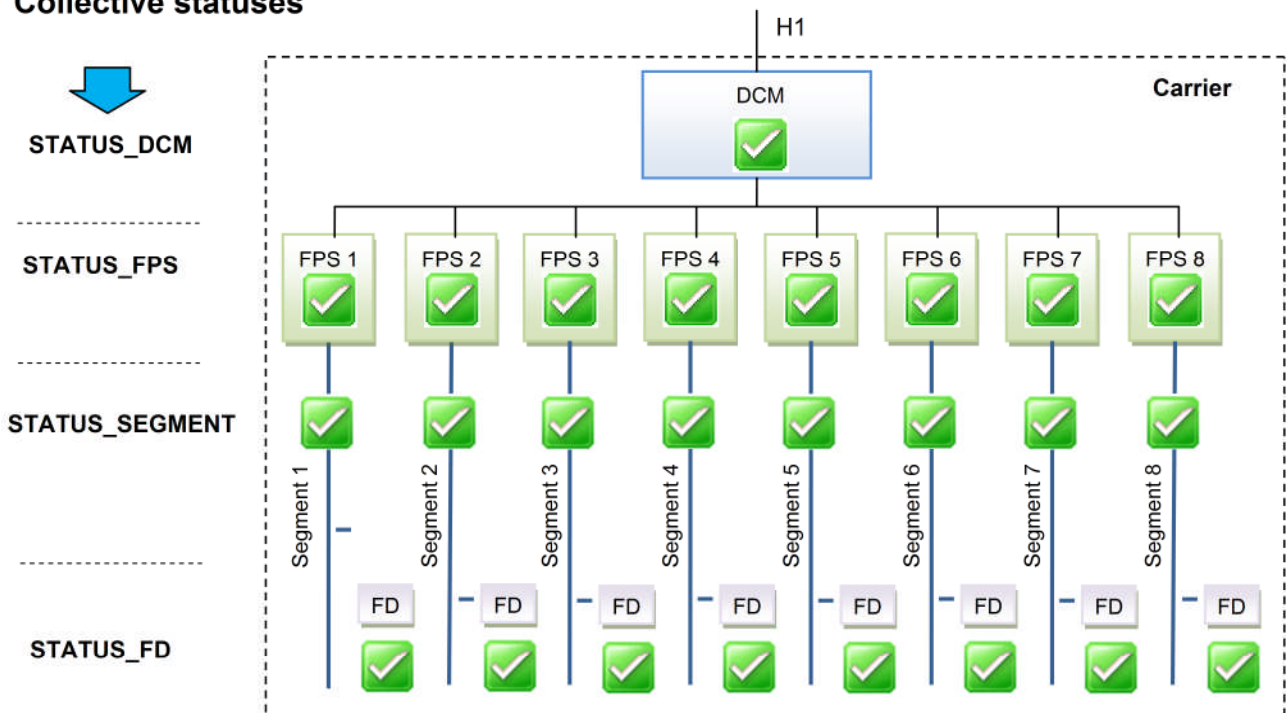 Collective statuses
H1
Carrier
DCM
STATUS_DCM
FPS 1 FPS 2 FPS 3 FPS 4 FPS 5 FPS 6 FPS 7 FPS 8
STATUS_FPS
STATUS_SEGMENT
Segment 1
Segment 2
Segment 3
Segment 4
Segment 5
Segment 6
Segment 7
Segment 8
FD FD FD FD FD FD FD FD
STATUS_FD